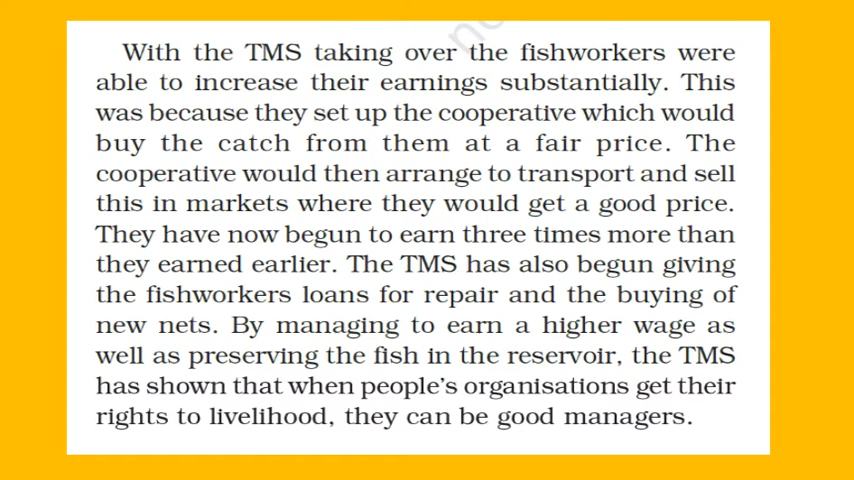 With the TMS taking over the fishworkers were
able to increase their earnings substantially. This
was because they set up the cooperative which would
buy the catch from them at a fair price. The
cooperative would then arrange to transport and sell
this in markets where they would get a good price.
They have now begun to earn three times more than
they earned earlier. The TMS has also begun giving
the fishworkers loans for repair and the buying of
new nets. By managing to earn a higher wage as
well as preserving the fish in the reservoir, the TMS
has shown that when people's organisations get their
rights to livelihood, they can be good managers.